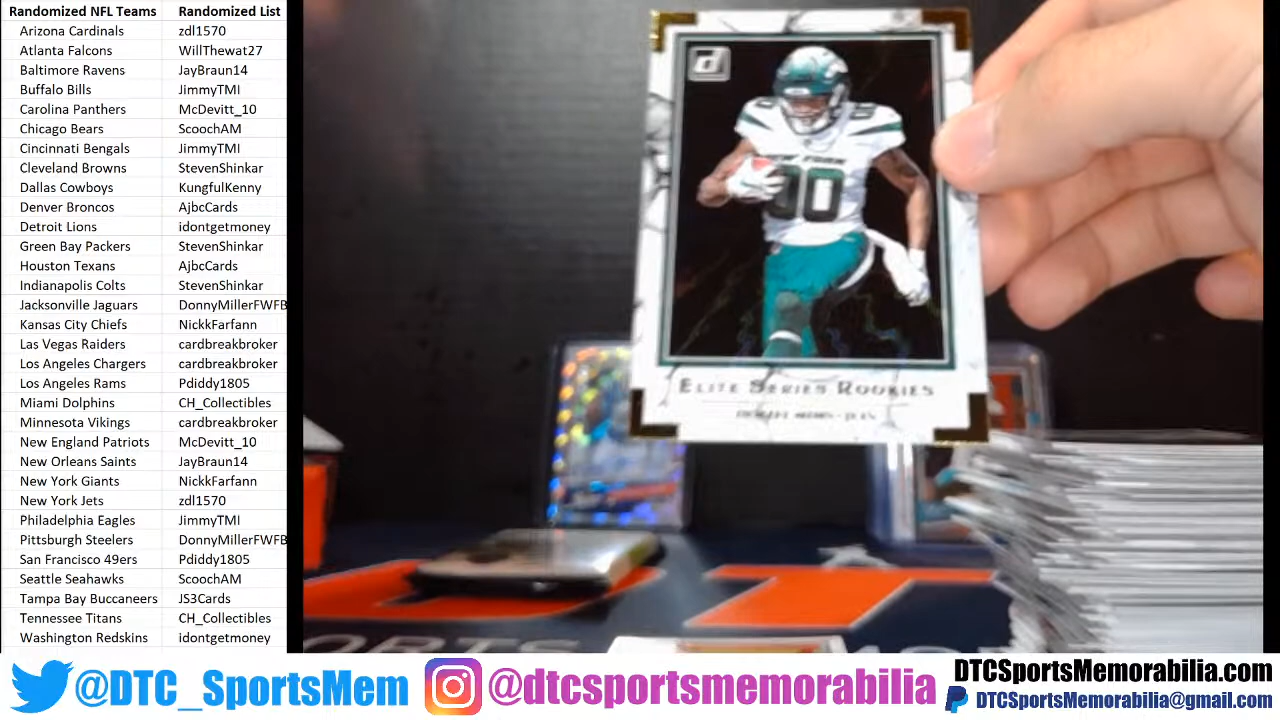 Randomized NFL Teams Randomized List
Arizona Cardinals zdl1570
Atlanta Falcons WillThewat27
Baltimore Ravens JayBraun14
Buffalo Bills JimmyTMI
Carolina Panthers McDevitt_10
Chicago Bears ScoochAM
Cincinnati Bengals JimmyTMI
Cleveland Browns StevenShinkar
Dallas Cowboys KungfulKenny
Denver Broncos AjbcCards
Detroit Lions idontgetmoney
Green Bay Packers StevenShinkar
Houston Texans AjbcCards
Indianapolis Colts StevenShinkar
Jacksonville Jaguars DonnyMillerFWFB
Kansas City Chiefs NickkFarfann
Las Vegas Raiders cardbreakbroker
Los Angeles Chargers cardbreakbroker
Los Angeles Rams Pdiddy1805
Miami Dolphins CH_Collectibles
Minnesota Vikings cardbreakbroker
New England Patriots McDevitt_10
New Orleans Saints JayBraun14
New York Giants NickkFarfann
New York Jets zdl1570
Philadelphia Eagles JimmyTMI
Pittsburgh Steelers DonnyMillerFWFB
San Francisco 49ers Pdiddy1805
Seattle Seahawks ScoochAM
Tampa Bay Buccaneers JS3Cards
Tennessee Titans CH_Collectibles
Washington Redskins idontgetmoney
d
NEW YORK
80
ELITE SERIES ROOKIES
@DTC_SportsMem
@dtcsportsmemorabilia
DTCSportsMemorabilia.com
DTCSportsMemorabilia@gmail.com